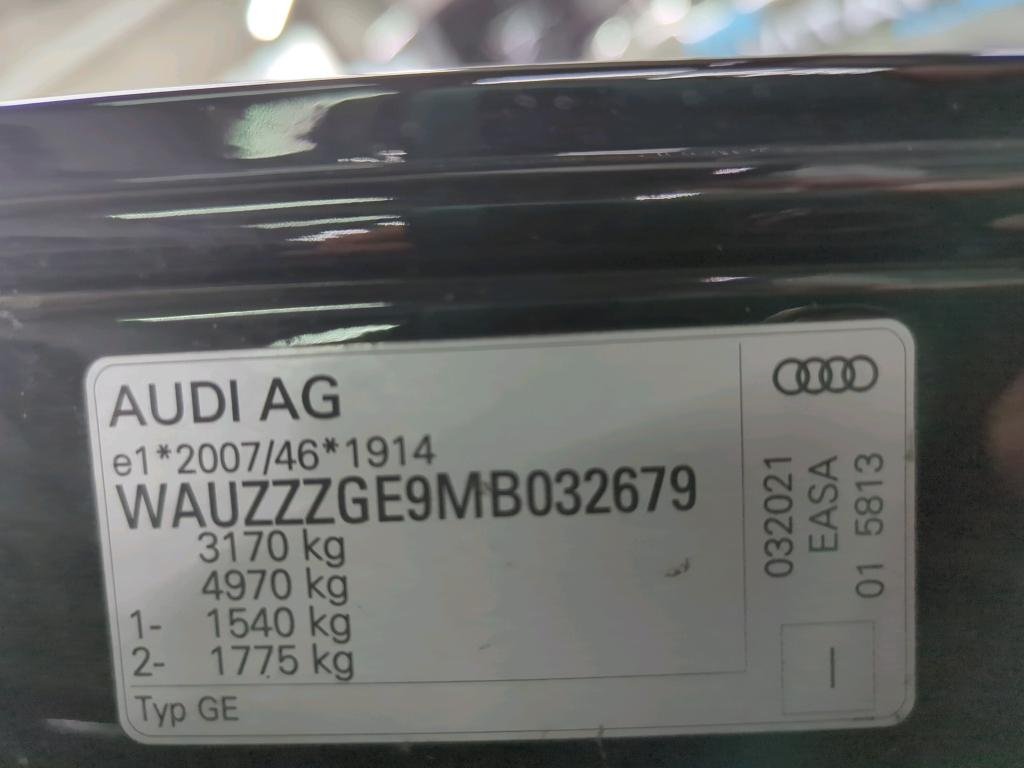 AUDI AG
e1*2007/46*1914
WAUZZZGE9MB032679
3170 kg
4970 kg
1- 1540 kg
2- 1775 kg
Typ GE
032021
EASA
01 5813